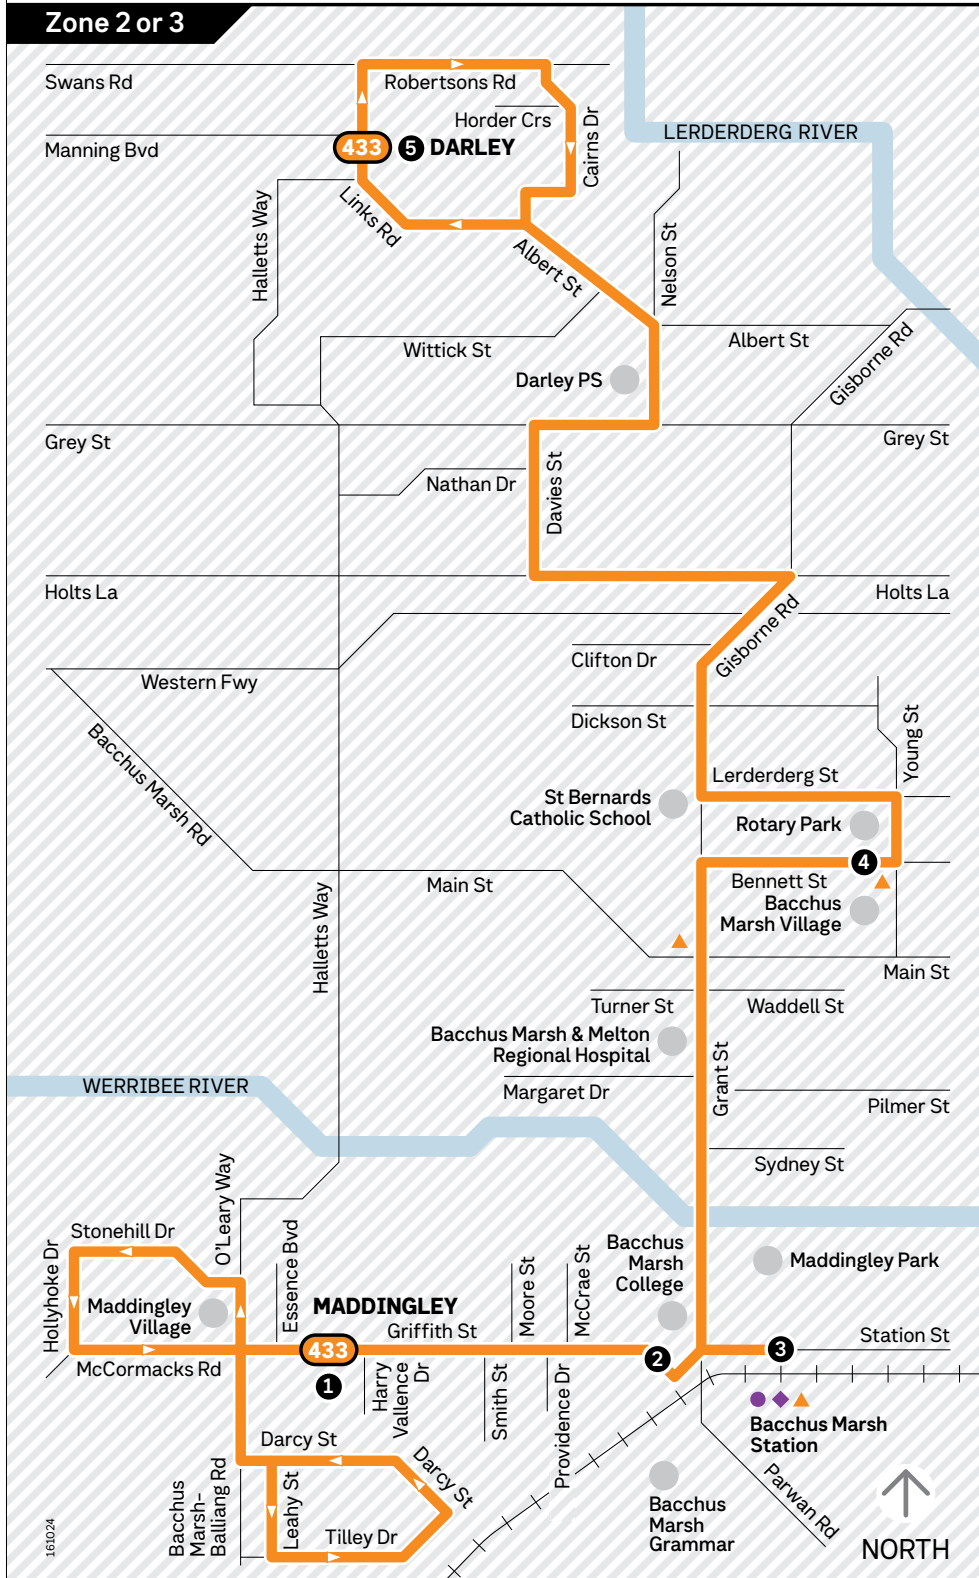 Zone 2 or 3
Swans Rd
Robertsons Rd
Horder Crs
Cairns Dr
LERDERDERG RIVER
Manning Bvd
433
5
DARLEY
Halletts Way
Links Rd
Albert St
Nelson St
Wittick St
Albert St
Gisborne Rd
Darley PS
Grey St
Grey St
Nathan Dr
Davies St
Holts La
Holts La
Gisborne Rd
Clifton Dr
Western Fwy
Dickson St
Young St
Bacchus Marsh Rd
Lerderderg St
St Bernards
Catholic School
Rotary Park
4
Main St
Bennett St
Bacchus
Marsh Village
Halletts Way
Main St
Turner St
Waddell St
Bacchus Marsh & Melton
Regional Hospital
Grant St
WERRIBEE RIVER
Margaret Dr
Pilmer St
Sydney St
O'Leary Way
Stonehill Dr
Hollyhoke Dr
Essence Bvd
Moore St
McCrae St
Bacchus
Marsh
College
Maddingley Park
Maddingley
Village
MADDINGLEY
Griffith St
433
1
2
3
Station St
McCormacks Rd
Harry
Vallence
Dr
Smith St
Providence Dr
Bacchus Marsh
Station
Darcy St
Darcy St
Parwan Rd
Bacchus
Marsh-
Balliang Rd
Leahy St
Tilley Dr
Bacchus
Marsh
Grammar
NORTH
161024